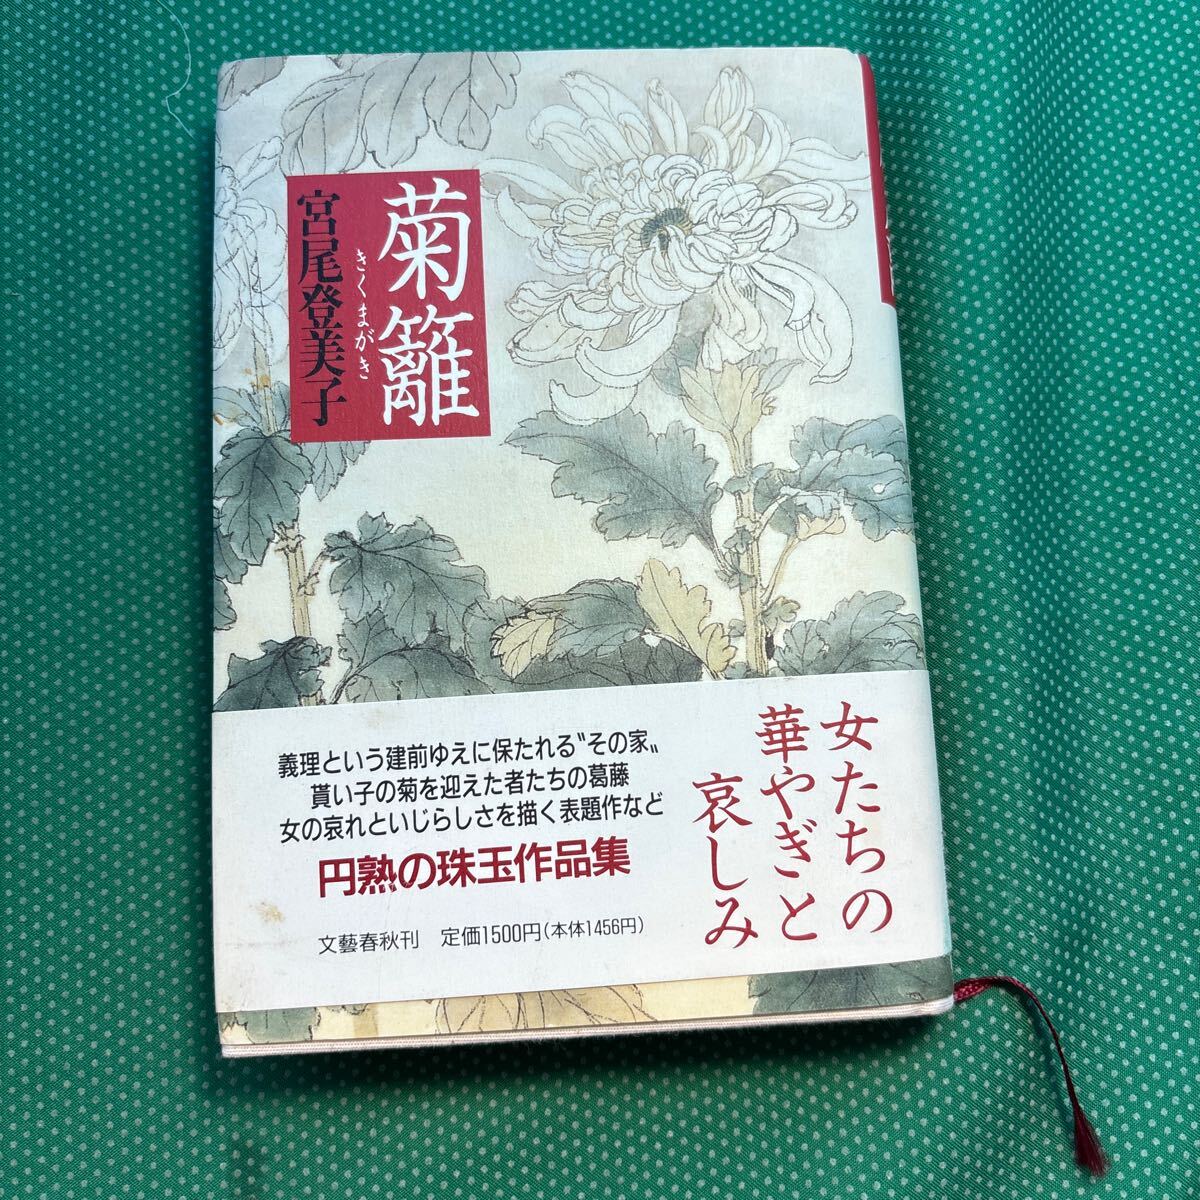 菊籬
きくまがき
宮尾登美子
女たちの
華やぎと
哀しみ
義理という建前ゆえに保たれる〝その家〟
貰い子の菊を迎えた者たちの葛藤
女の哀れといじらしさを描く表題作など
円熟の珠玉作品集
文藝春秋刊 定価1500円(本体1456円)